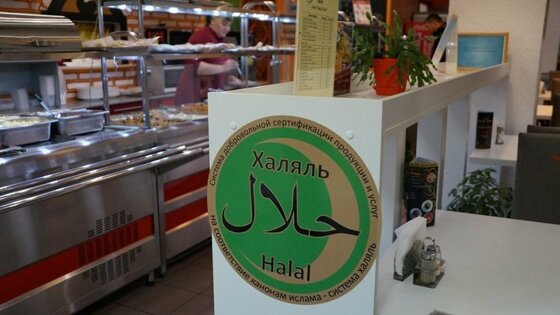 Система добровольной сертификации продукции и услуг
Халяль
حلال
Halal
на соответствие канонам ислама - система халяль